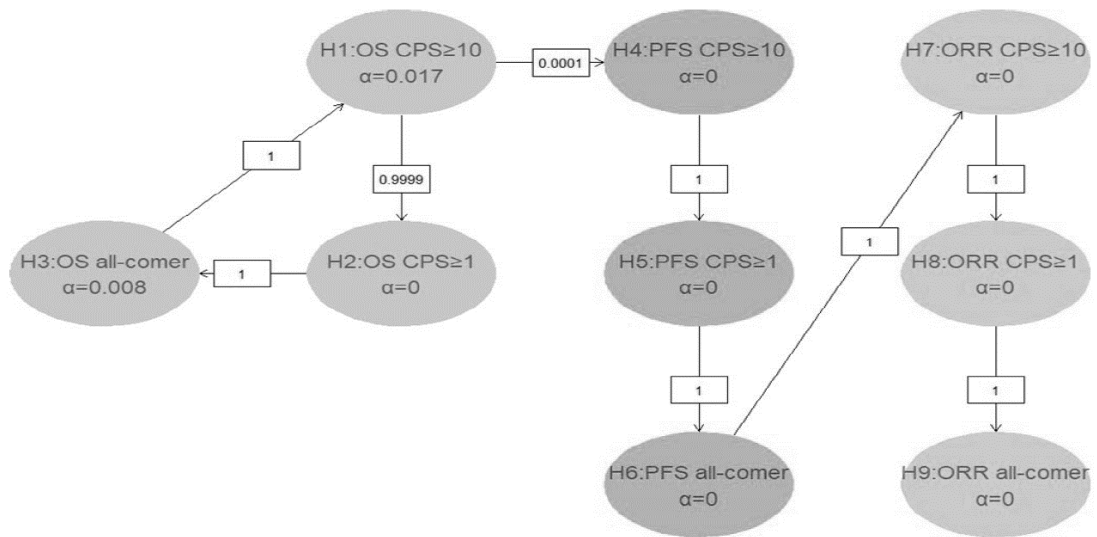 H1:OS CPS≥10
α=0.017
0.0001
H4:PFS CPS≥10
α=0
H7:ORR CPS≥10
α=0
1
0.9999
1
1
H3:OS all-comer
α=0.008
1
H2:OS CPS≥1
α=0
H5:PFS CPS≥1
α=0
1
H8:ORR CPS≥1
α=0
1
1
H6:PFS all-comer
α=0
H9:ORR all-comer
α=0